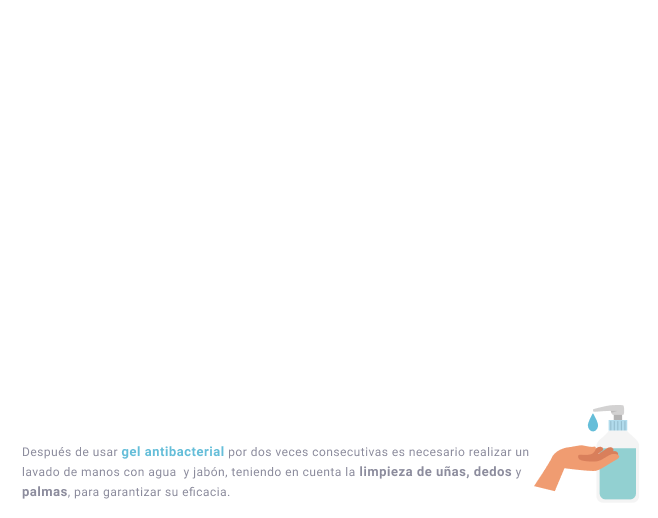 Después de usar gel antibacterial por dos veces consecutivas es necesario realizar un
lavado de manos con agua  y jabón, teniendo en cuenta la limpieza de uñas, dedos y
palmas, para garantizar su eficacia.